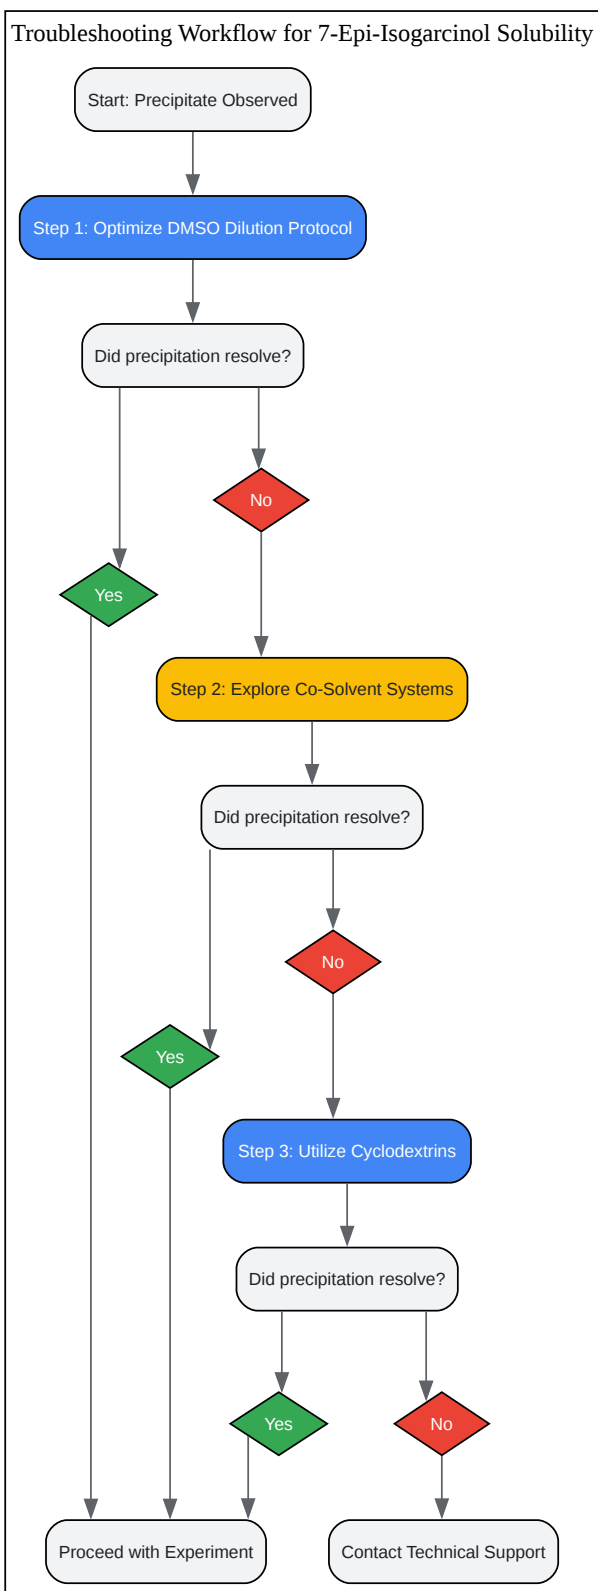 Troubleshooting Workflow for 7-Epi-Isogarcinol Solubility
Start: Precipitate Observed
Step 1: Optimize DMSO Dilution Protocol
Did precipitation resolve?
No
Yes
Step 2: Explore Co-Solvent Systems
Did precipitation resolve?
No
Yes
Step 3: Utilize Cyclodextrins
Did precipitation resolve?
Yes
No
Proceed with Experiment
Contact Technical Support